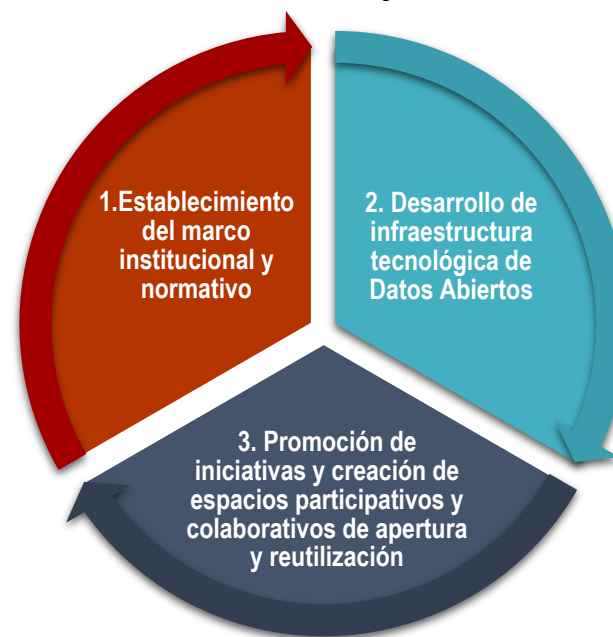 1.Establecimiento
del marco
institucional y
normativo
2. Desarrollo de
infraestructura
tecnológica de
Datos Abiertos
3. Promoción de
iniciativas y creación de
espacios participativos y
colaborativos de apertura
y reutilización